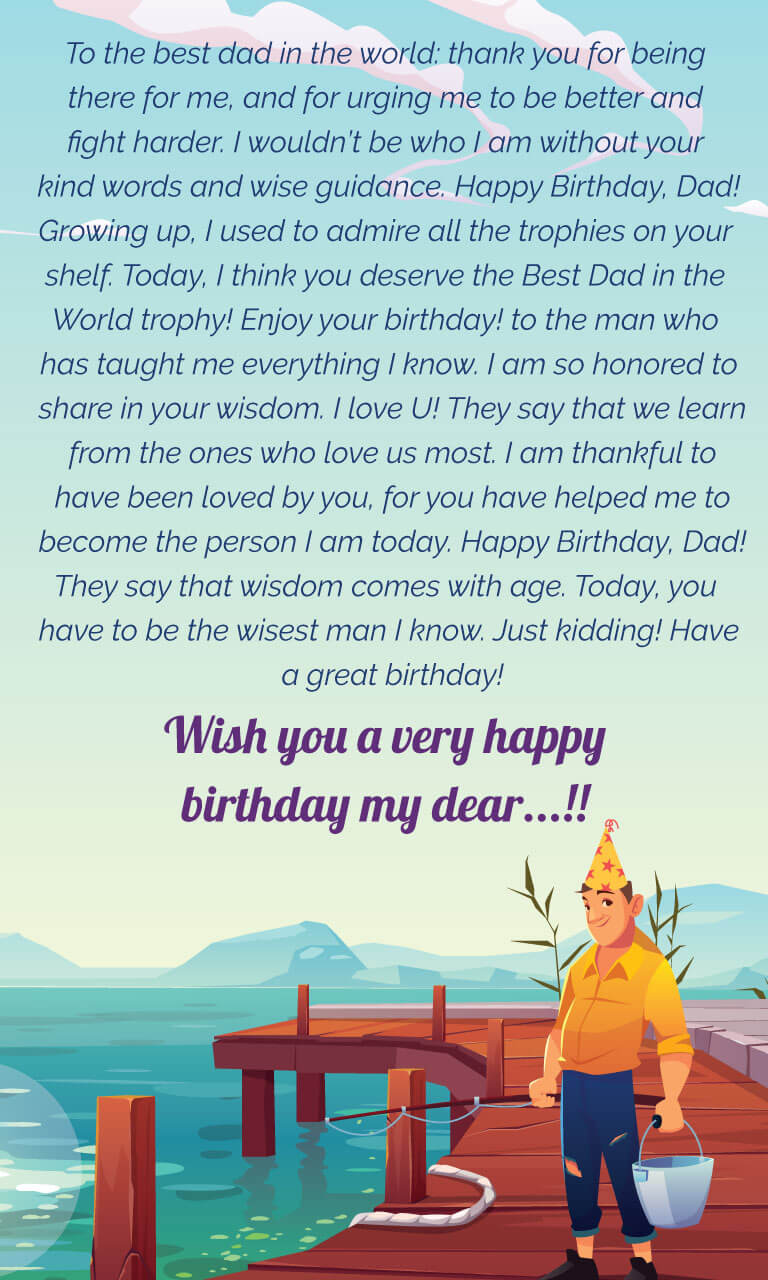 To the best dad in the world: thank you for being
there for me, and for urging me to be better and
fight harder. I wouldn't be who I am without your
kind words and wise guidance. Happy Birthday, Dad!
Growing up, I used to admire all the trophies on your
shelf. Today, I think you deserve the Best Dad in the
World trophy! Enjoy your birthday! to the man who
has taught me everything I know. I am so honored to
share in your wisdom. I love U! They say that we learn
from the ones who love us most. I am thankful to
have been loved by you, for you have helped me to
become the person I am today. Happy Birthday, Dad!
They say that wisdom comes with age. Today, you
have to be the wisest man I know. Just kidding! Have
a great birthday!
Wish you a very happy
birthday my dear...!!